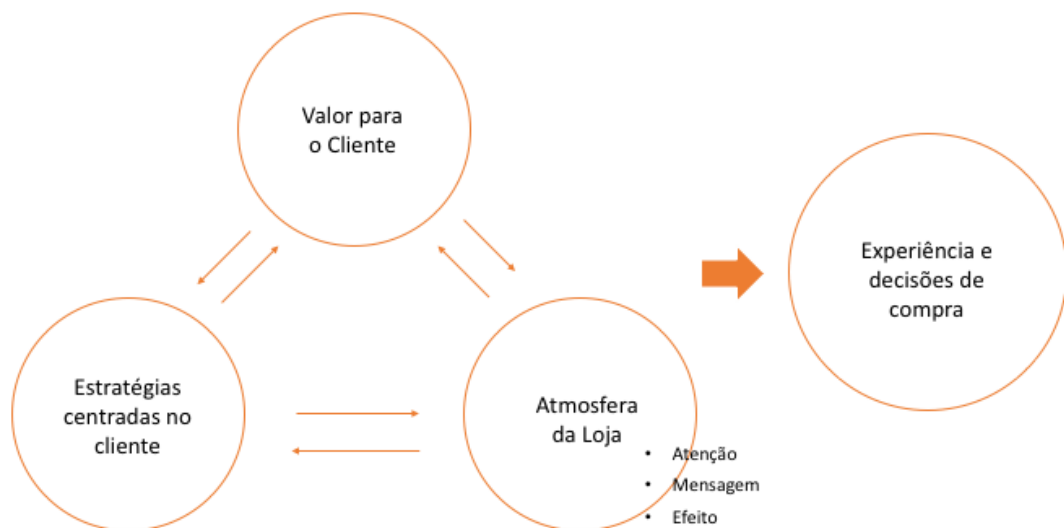 Valor para
o Cliente
Experiência e
decisões de
compra
Estratégias
centradas no
cliente
Atmosfera
da Loja
• Atenção
• Mensagem
• Efeito